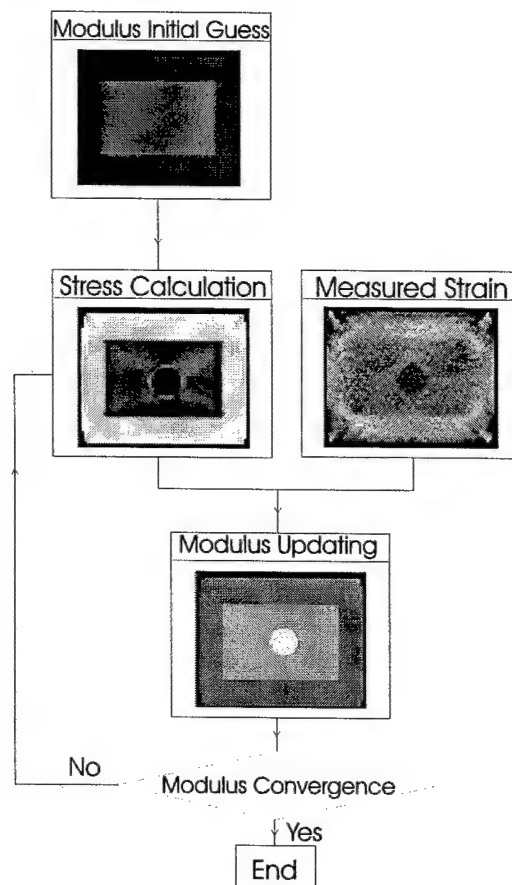 Modulus Initial Guess
Stress Calculation
Measured Strain
Modulus Updating
No
Modulus Convergence
Yes
End